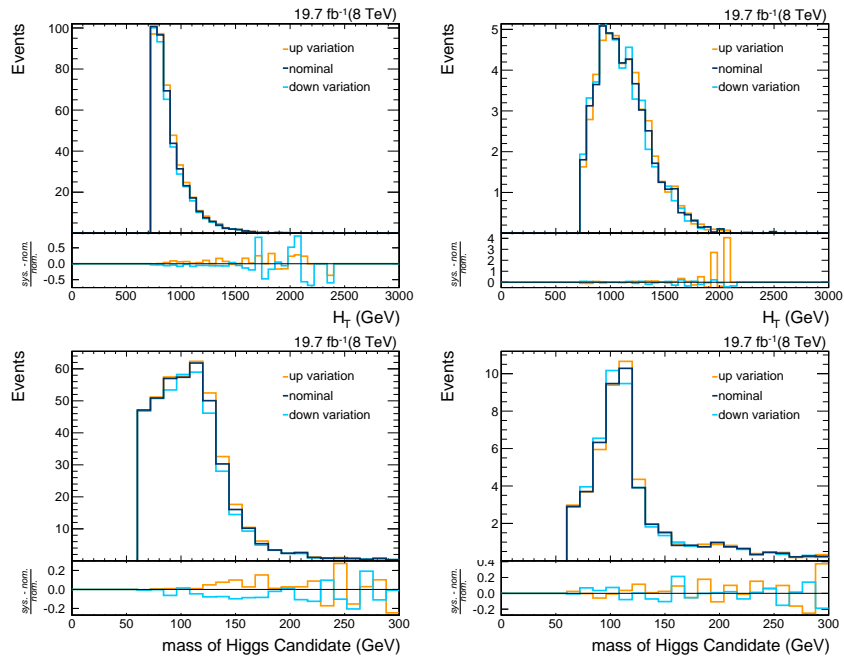 19.7 fb⁻¹(8 TeV)
Events
100
80
60
40
20
up variation
nominal
down variation
sys. - nom.
nom.
0.5
0.0
-0.5
0 500 1000 1500 2000 2500 3000
H_T (GeV)
19.7 fb⁻¹(8 TeV)
Events
5
4
3
2
1
up variation
nominal
down variation
sys. - nom.
nom.
4
3
2
1
0
0 500 1000 1500 2000 2500 3000
H_T (GeV)
19.7 fb⁻¹(8 TeV)
Events
60
50
40
30
20
10
up variation
nominal
down variation
sys. - nom.
nom.
0.2
0.0
-0.2
0 50 100 150 200 250 300
mass of Higgs Candidate (GeV)
19.7 fb⁻¹(8 TeV)
Events
10
8
6
4
2
up variation
nominal
down variation
sys. - nom.
nom.
0.4
0.2
0.0
-0.2
0 50 100 150 200 250 300
mass of Higgs Candidate (GeV)